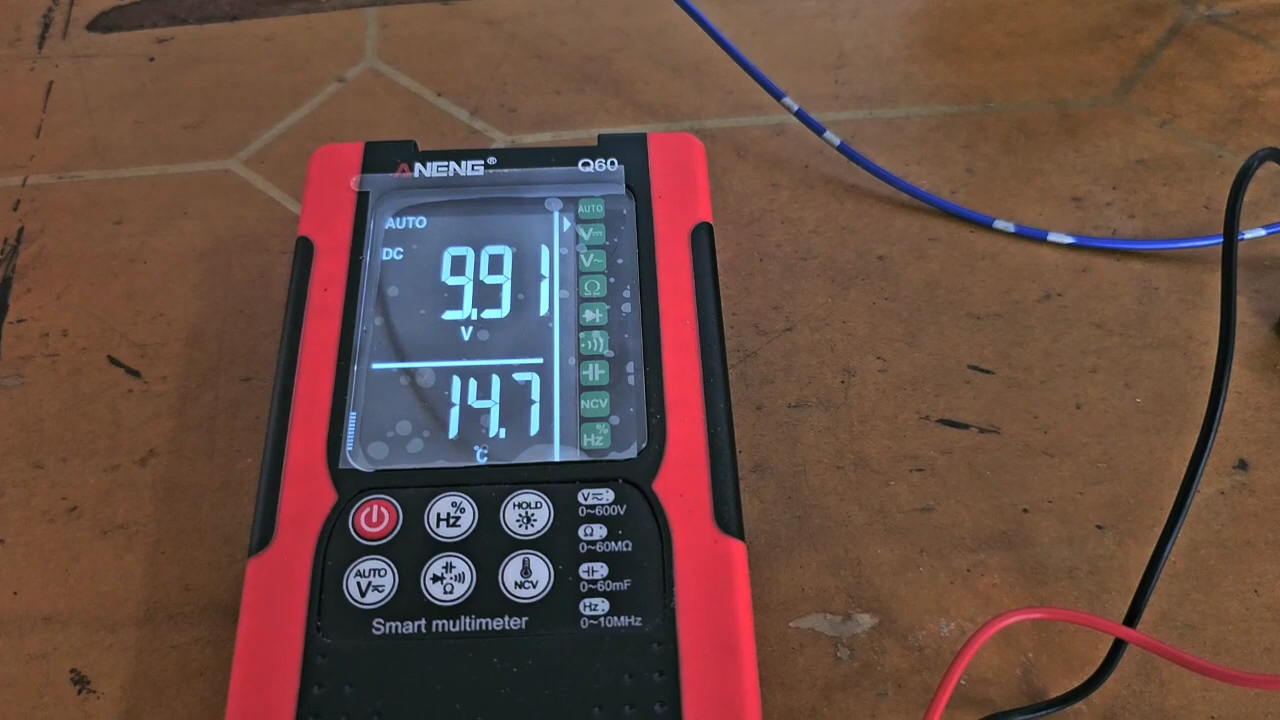 ANENG® Q60
AUTO
DC
9.91
V
14.7
°C
AUTO
V⎓
V~
Ω
NCV
Hz%
Hz%
HOLD
AUTO
V≂
Ω
NCV
V≂:
0~600V
Ω:
0~60MΩ
0~60mF
Hz:
0~10MHz
Smart multimeter